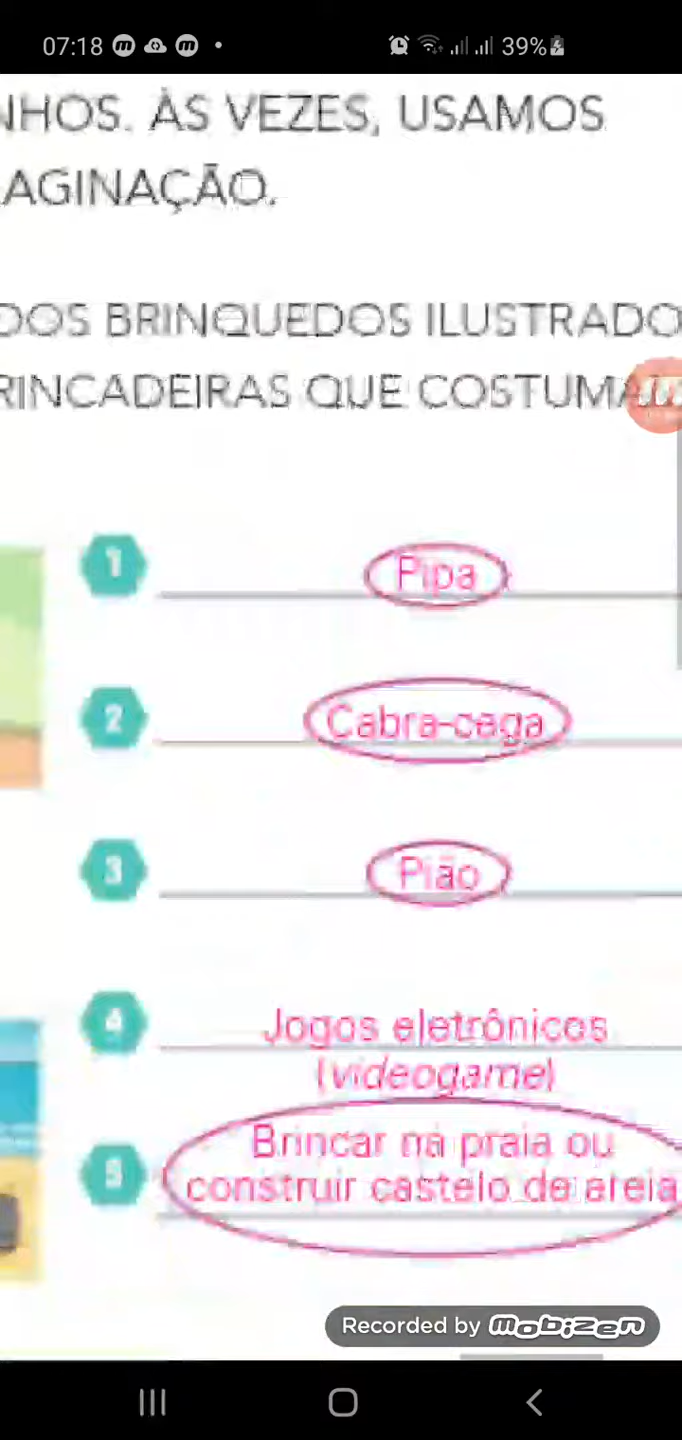 07:18 39%
NHOS. ÀS VEZES, USAMOS
AGINAÇÃO.
DOS BRINQUEDOS ILUSTRADO
RINCADEIRAS QUE COSTUMA
1 Pipa
2 Cabra-cega
3 Pião
4 Jogos eletrônicos
(videogame)
5 Brincar na praia ou
construir castelo de areia
Recorded by mobizen